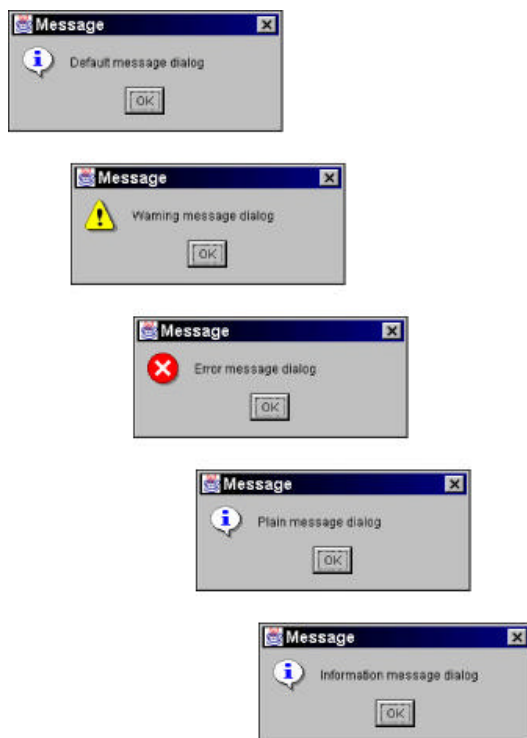 Message
Default message dialog
OK
Message
Warning message dialog
OK
Message
Error message dialog
OK
Message
Plain message dialog
OK
Message
Information message dialog
OK